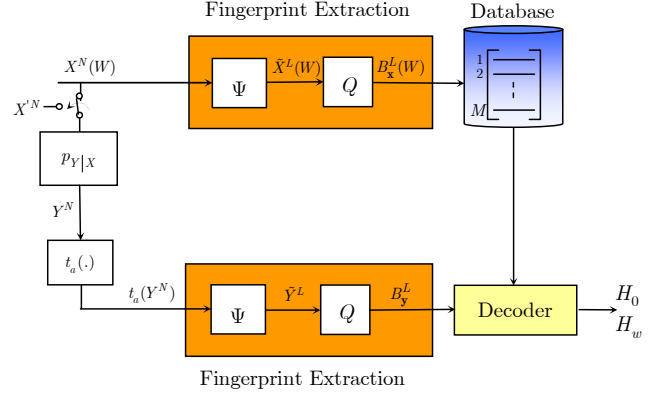 Fingerprint Extraction
Database
X^N(W)
Ψ
X̃^L(W)
Q
B_x^L(W)
1
2
M
X'^N
p_{Y|X}
Y^N
t_a(.)
t_a(Y^N)
Ψ
Ỹ^L
Q
B_y^L
Decoder
H_0
H_w
Fingerprint Extraction